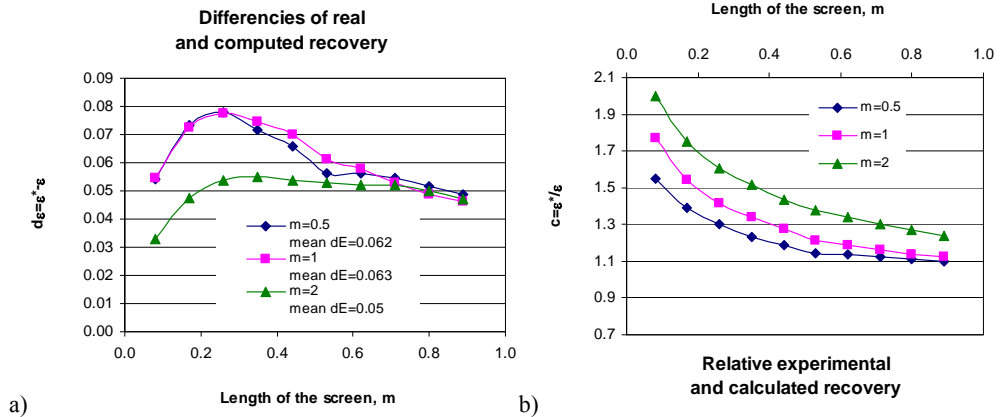 Differencies of real
and computed recovery
0.09
0.08
0.07
0.06
0.05
0.04
0.03
0.02
0.01
0.00
dε=ε*-ε
m=0.5
mean dE=0.062
m=1
mean dE=0.063
m=2
mean dE=0.05
0.0 0.2 0.4 0.6 0.8 1.0
Length of the screen, m
a)
Length of the screen, m
0.0 0.2 0.4 0.6 0.8 1.0
2.1
1.9
1.7
1.5
1.3
1.1
0.9
0.7
c=ε*/ε
m=0.5
m=1
m=2
Relative experimental
and calculated recovery
b)